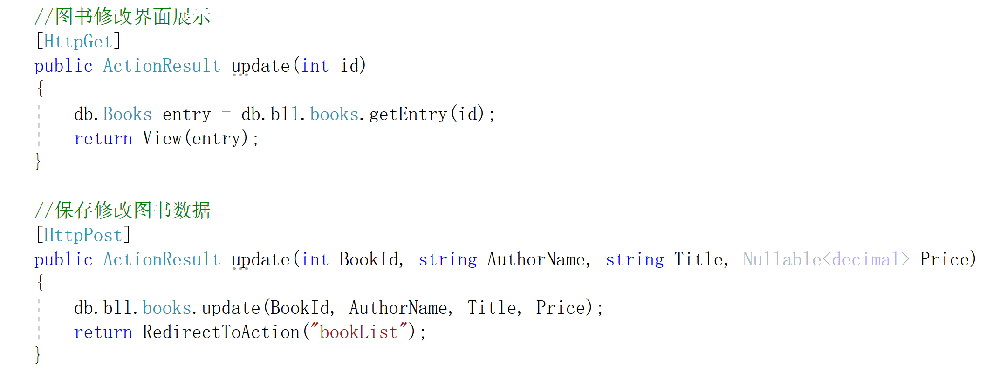 //图书修改界面展示
[HttpGet]
public ActionResult update(int id)
{
    db.Books entry = db.bll.books.getEntry(id);
    return View(entry);
}

//保存修改图书数据
[HttpPost]
public ActionResult update(int BookId, string AuthorName, string Title, Nullable<decimal> Price)
{
    db.bll.books.update(BookId, AuthorName, Title, Price);
    return RedirectToAction("bookList");
}